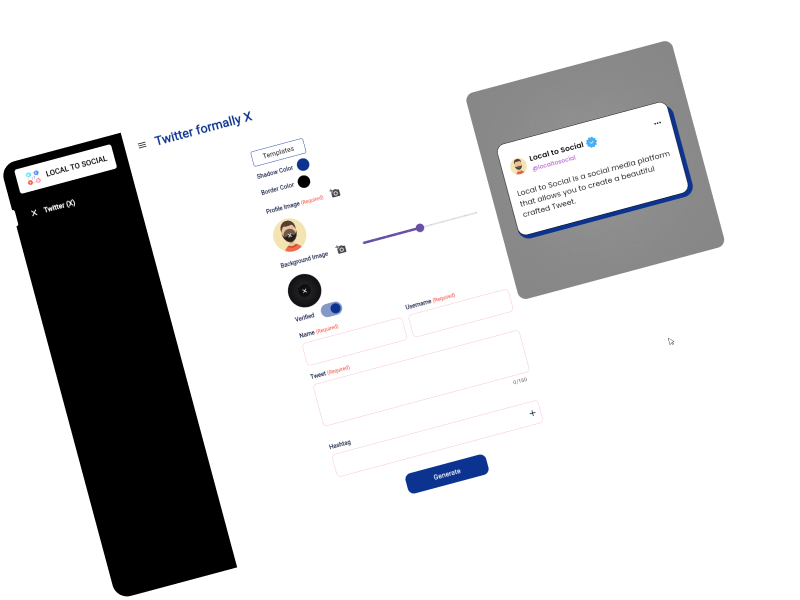 LOCAL TO SOCIAL
Twitter (X)
Twitter formally X
Templates
Shadow Color
Border Color
Profile Image (Required)
Background Image
Verified
Name (Required)
Username (Required)
Tweet (Required)
0/150
Hashtag
Generate
Local to Social
@localtosocial
Local to Social is a social media platform
that allows you to create a beautiful
crafted Tweet.